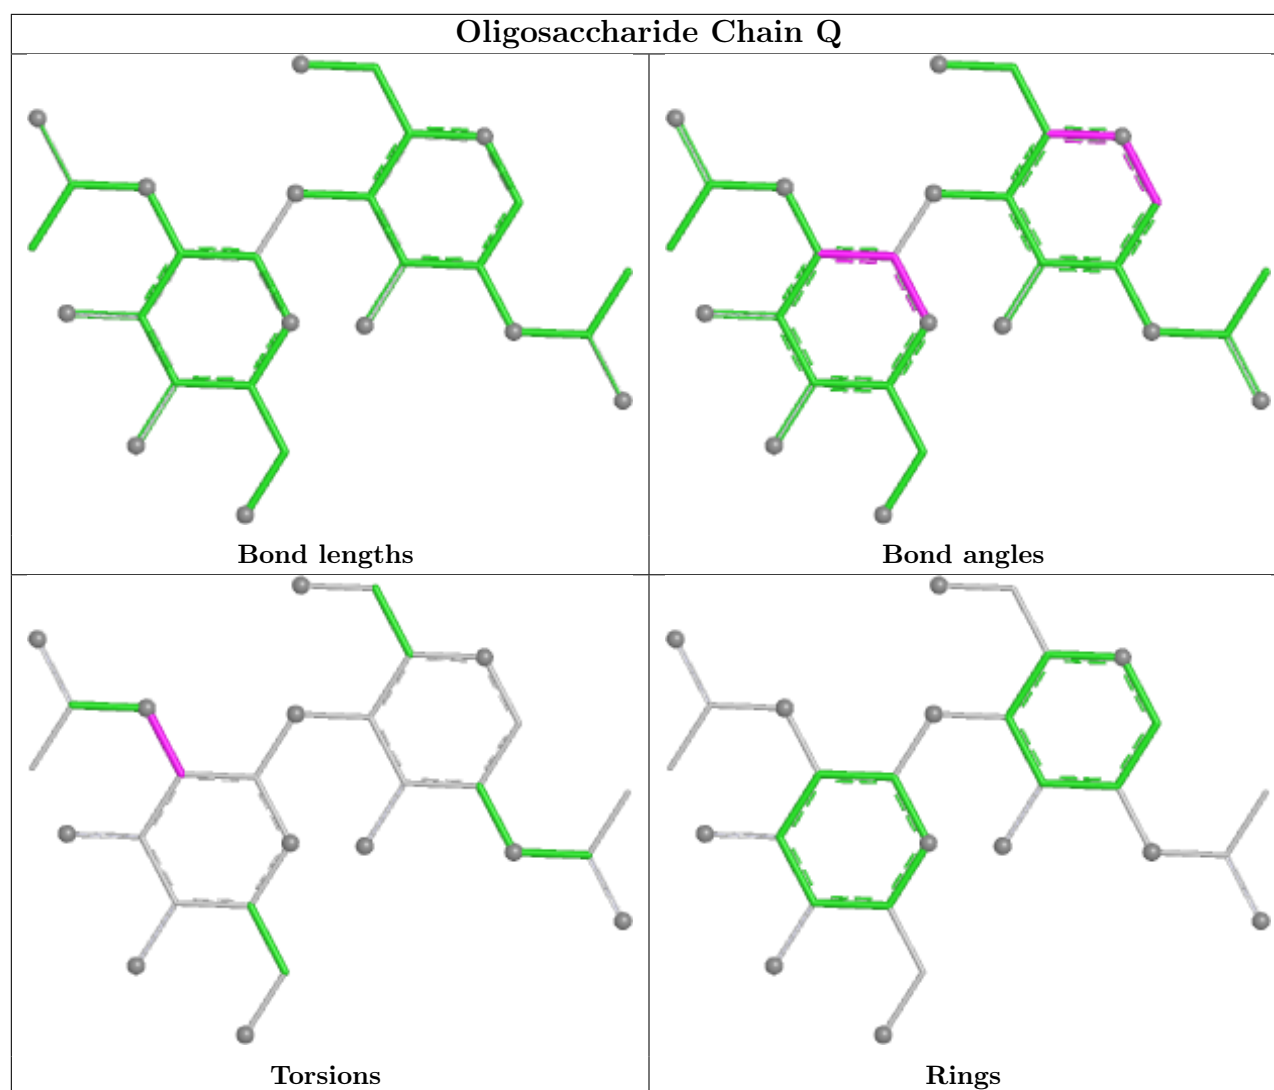 Oligosaccharide Chain Q
Bond lengths
Bond angles
Torsions
Rings